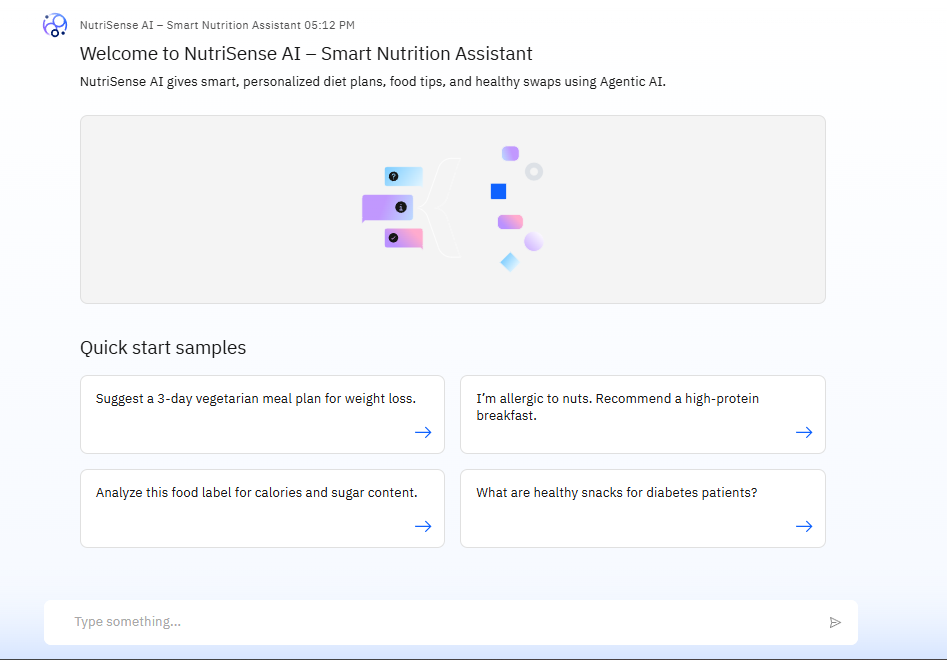 NutriSense AI – Smart Nutrition Assistant 05:12 PM
Welcome to NutriSense AI – Smart Nutrition Assistant
NutriSense AI gives smart, personalized diet plans, food tips, and healthy swaps using Agentic AI.
?
i
Quick start samples
Suggest a 3-day vegetarian meal plan for weight loss.
I’m allergic to nuts. Recommend a high-protein
breakfast.
Analyze this food label for calories and sugar content.
What are healthy snacks for diabetes patients?
Type something...